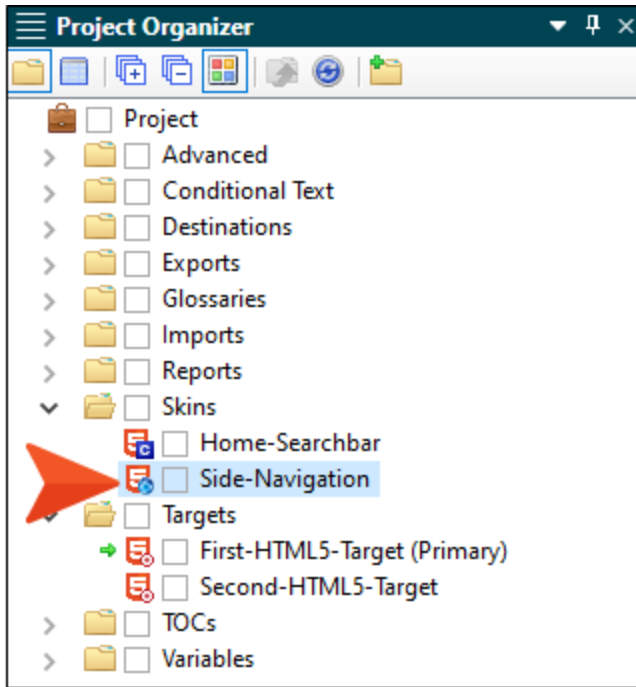 Project Organizer
Project
Advanced
Conditional Text
Destinations
Exports
Glossaries
Imports
Reports
Skins
C
Home-Searchbar
Side-Navigation
Targets
First-HTML5-Target (Primary)
Second-HTML5-Target
TOCs
Variables